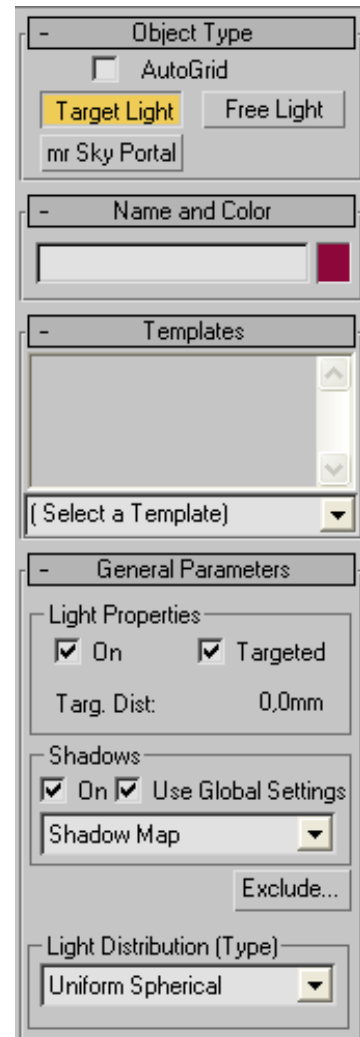 - Object Type
AutoGrid
Target Light Free Light
mr Sky Portal
- Name and Color
- Templates
( Select a Template)
- General Parameters
Light Properties
On Targeted
Targ. Dist: 0,0mm
Shadows
On Use Global Settings
Shadow Map
Exclude...
Light Distribution (Type)
Uniform Spherical